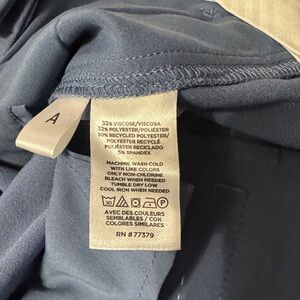 A
33% VISCOSE/VISCOSA
32% POLYESTER/POLIÉSTER
30% RECYCLED POLYESTER/
POLYESTER RECYCLÉ/
POLIÉSTER RECICLADO
5% SPANDEX
MACHINE WASH COLD
WITH LIKE COLORS
ONLY NON-CHLORINE
BLEACH WHEN NEEDED
TUMBLE DRY LOW
COOL IRON WHEN NEEDED
AVEC DES COULEURS
SEMBLABLES / CON
COLORES SIMILARES
RN #77379